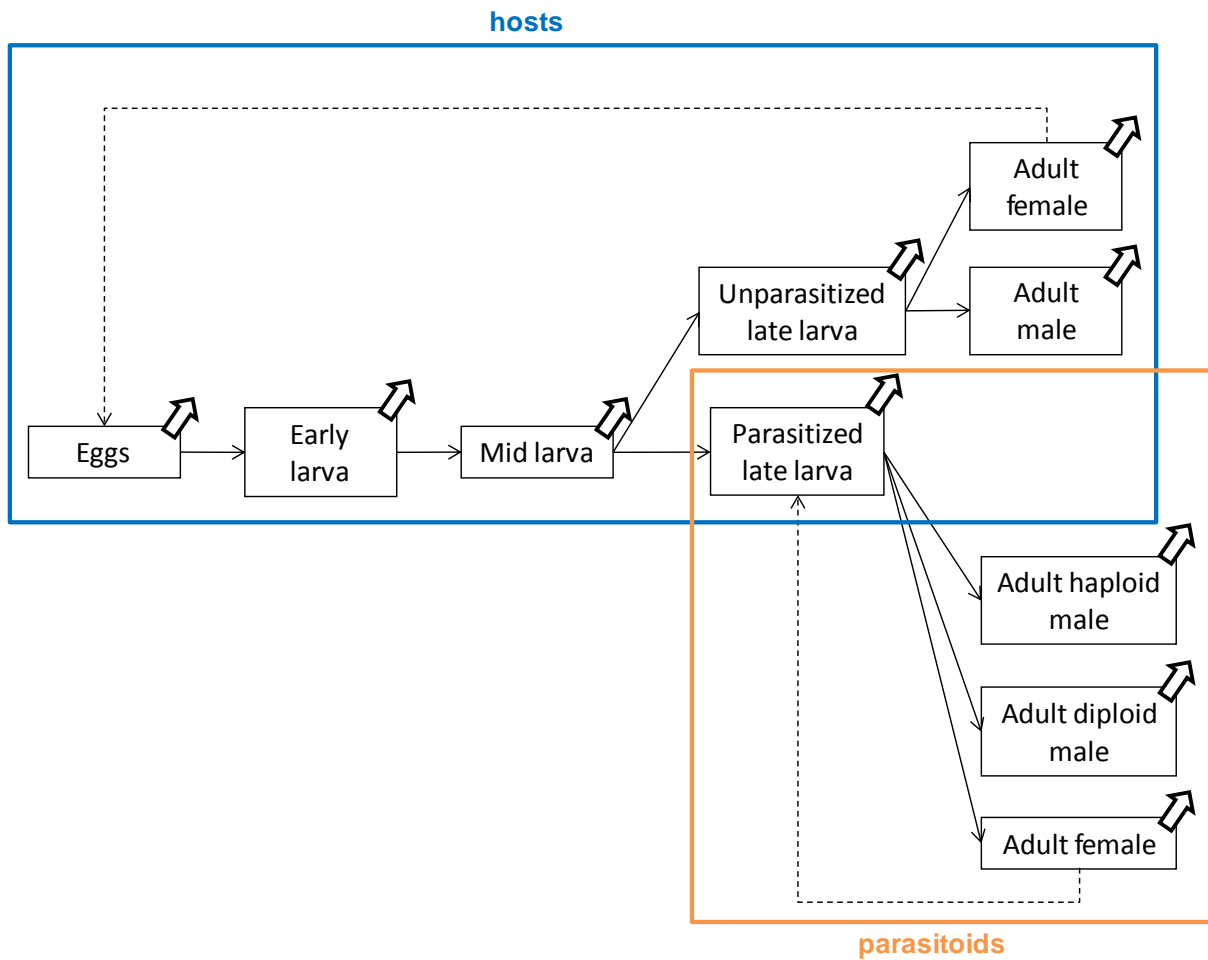 hosts
Adult
female
Unparasitized
late larva
Adult
male
Eggs
Early
larva
Mid larva
Parasitized
late larva
Adult haploid
male
Adult diploid
male
Adult female
parasitoids